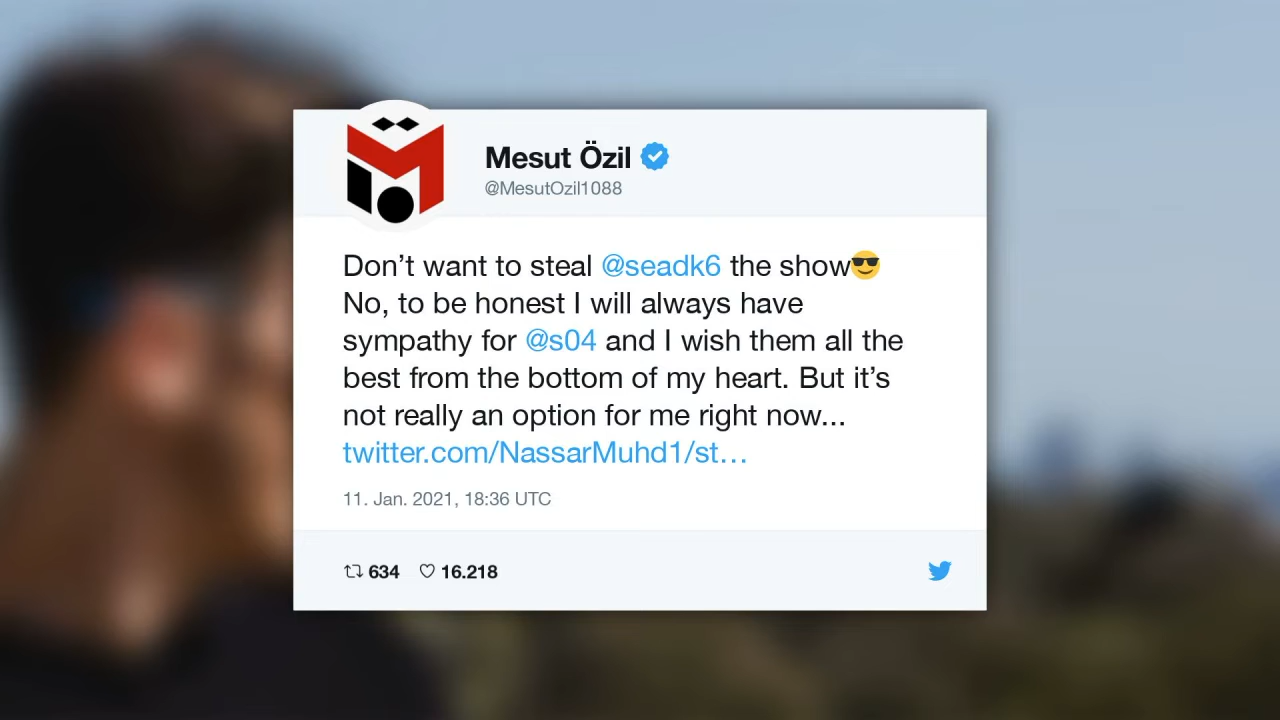 Mesut Özil
@MesutOzil1088
Don’t want to steal @seadk6 the show😎
No, to be honest I will always have
sympathy for @s04 and I wish them all the
best from the bottom of my heart. But it’s
not really an option for me right now...
twitter.com/NassarMuhd1/st…
11. Jan. 2021, 18:36 UTC
634 16.218